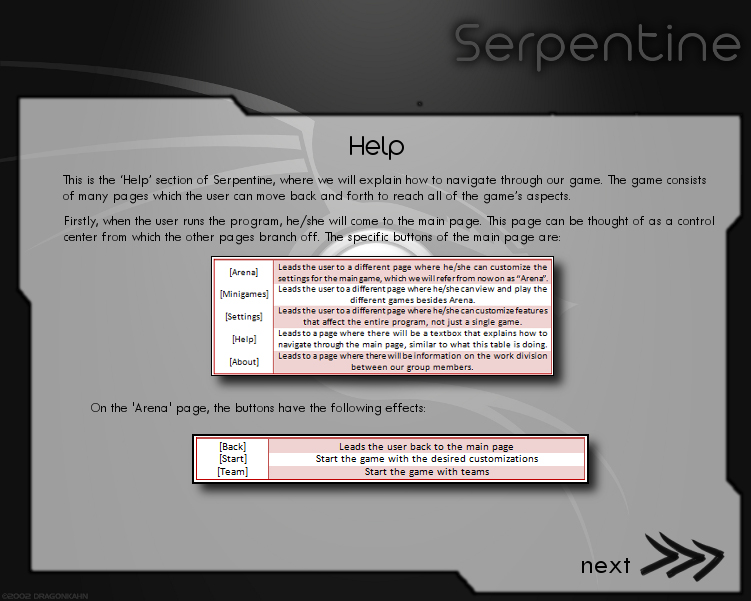 Serpentine
Help
This is the ‘Help’ section of Serpentine, where we will explain how to navigate through our game. The game consists
of many pages which the user can move back and forth to reach all of the game’s aspects.
Firstly, when the user runs the program, he/she will come to the main page. This page can be thought of as a control
center from which the other pages branch off. The specific buttons of the main page are:
[Arena]
Leads the user to a different page where he/she can customize the
settings for the main game, which we will refer from now on as “Arena”.
[Minigames]
Leads the user to a different page where he/she can view and play the
different games besides Arena.
[Settings]
Leads the user to a different page where he/she can customize features
that affect the entire program, not just a single game.
[Help]
Leads to a page where there will be a textbox that explains how to
navigate through the main page, similar to what this table is doing.
[About]
Leads to a page where there will be information on the work division
between our group members.
On the 'Arena' page, the buttons have the following effects:
[Back] Leads the user back to the main page
[Start] Start the game with the desired customizations
[Team] Start the game with teams
next
©2002 DRAGONKAHN